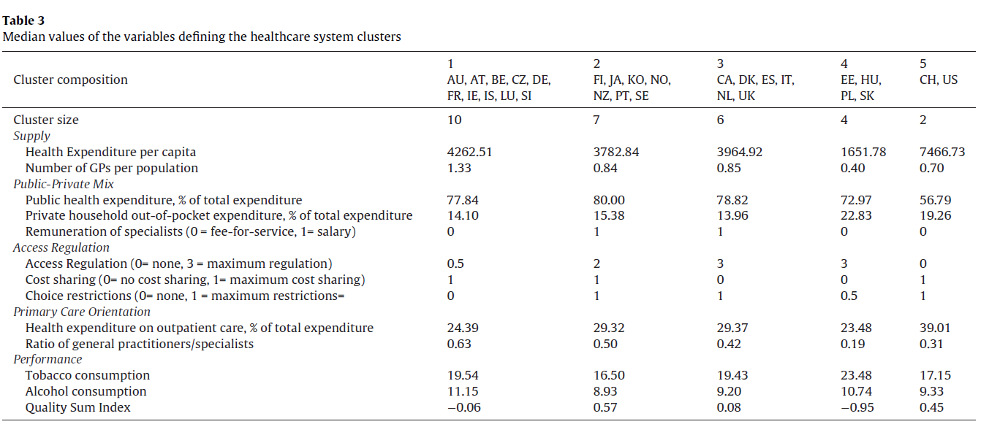 Table 3
Median values of the variables defining the healthcare system clusters
1 2 3 4 5
Cluster composition AU, AT, BE, CZ, DE, FI, JA, KO, NO, CA, DK, ES, IT, EE, HU, CH, US
FR, IE, IS, LU, SI NZ, PT, SE NL, UK PL, SK
Cluster size 10 7 6 4 2
Supply
Health Expenditure per capita 4262.51 3782.84 3964.92 1651.78 7466.73
Number of GPs per population 1.33 0.84 0.85 0.40 0.70
Public-Private Mix
Public health expenditure, % of total expenditure 77.84 80.00 78.82 72.97 56.79
Private household out-of-pocket expenditure, % of total expenditure 14.10 15.38 13.96 22.83 19.26
Remuneration of specialists (0 = fee-for-service, 1= salary) 0 1 1 0 0
Access Regulation
Access Regulation (0= none, 3 = maximum regulation) 0.5 2 3 3 0
Cost sharing (0= no cost sharing, 1= maximum cost sharing) 1 1 0 0 1
Choice restrictions (0= none, 1 = maximum restrictions= 0 1 1 0.5 1
Primary Care Orientation
Health expenditure on outpatient care, % of total expenditure 24.39 29.32 29.37 23.48 39.01
Ratio of general practitioners/specialists 0.63 0.50 0.42 0.19 0.31
Performance
Tobacco consumption 19.54 16.50 19.43 23.48 17.15
Alcohol consumption 11.15 8.93 9.20 10.74 9.33
Quality Sum Index −0.06 0.57 0.08 −0.95 0.45